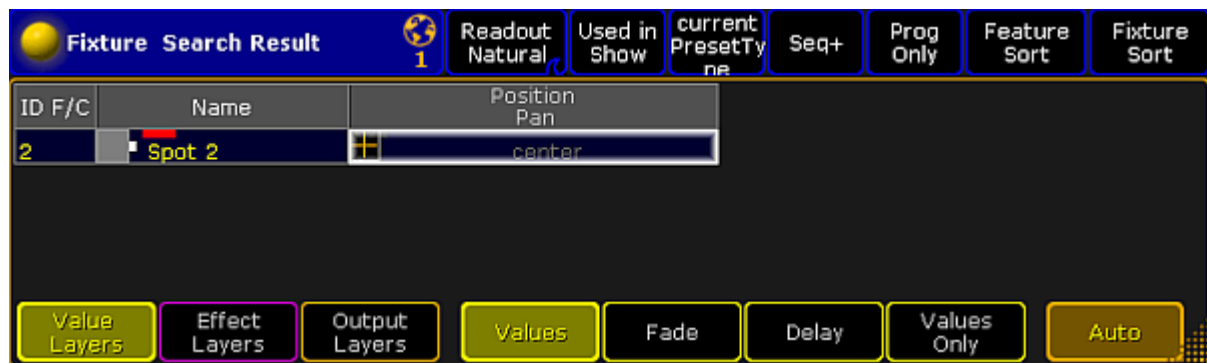 Fixture Search Result
1
Readout
Natural
Used in
Show
current
PresetTy
pe
Seq+
Prog
Only
Feature
Sort
Fixture
Sort
ID F/C
Name
Position
Pan
2
Spot 2
center
Value
Layers
Effect
Layers
Output
Layers
Values
Fade
Delay
Values
Only
Auto